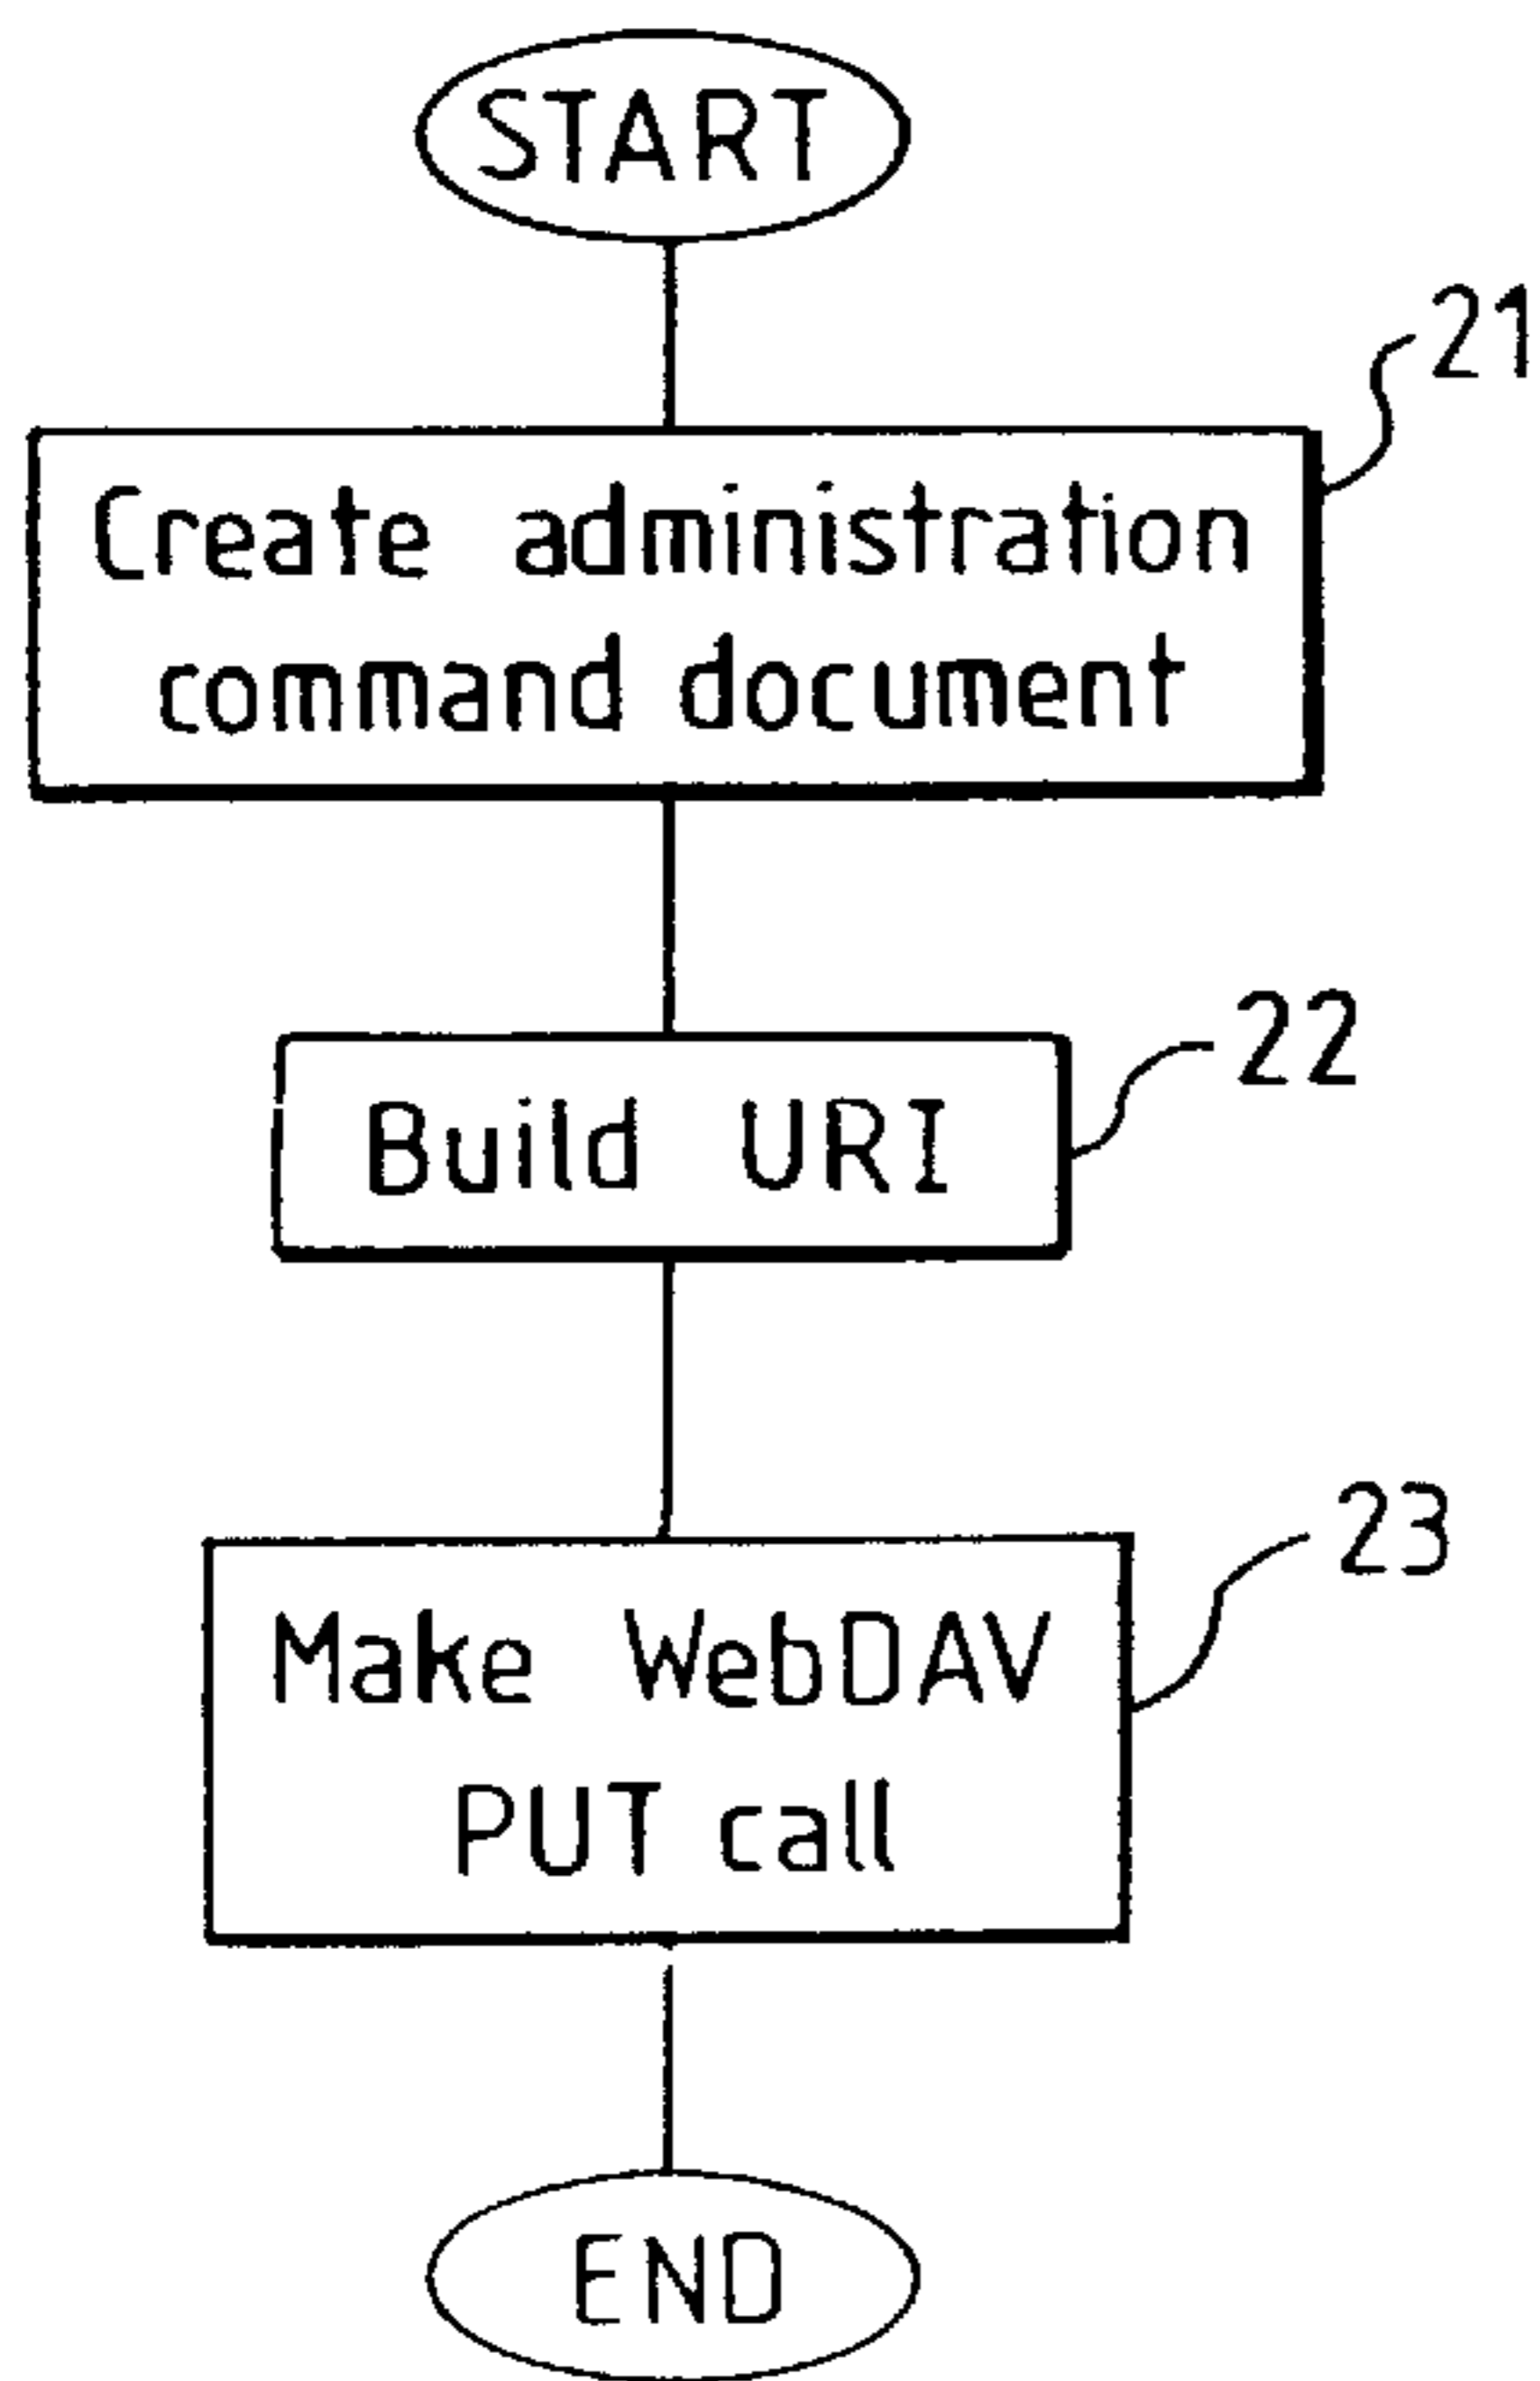 START
21
Create administration
command document
22
Build URI
23
Make WebDAV
PUT call
END